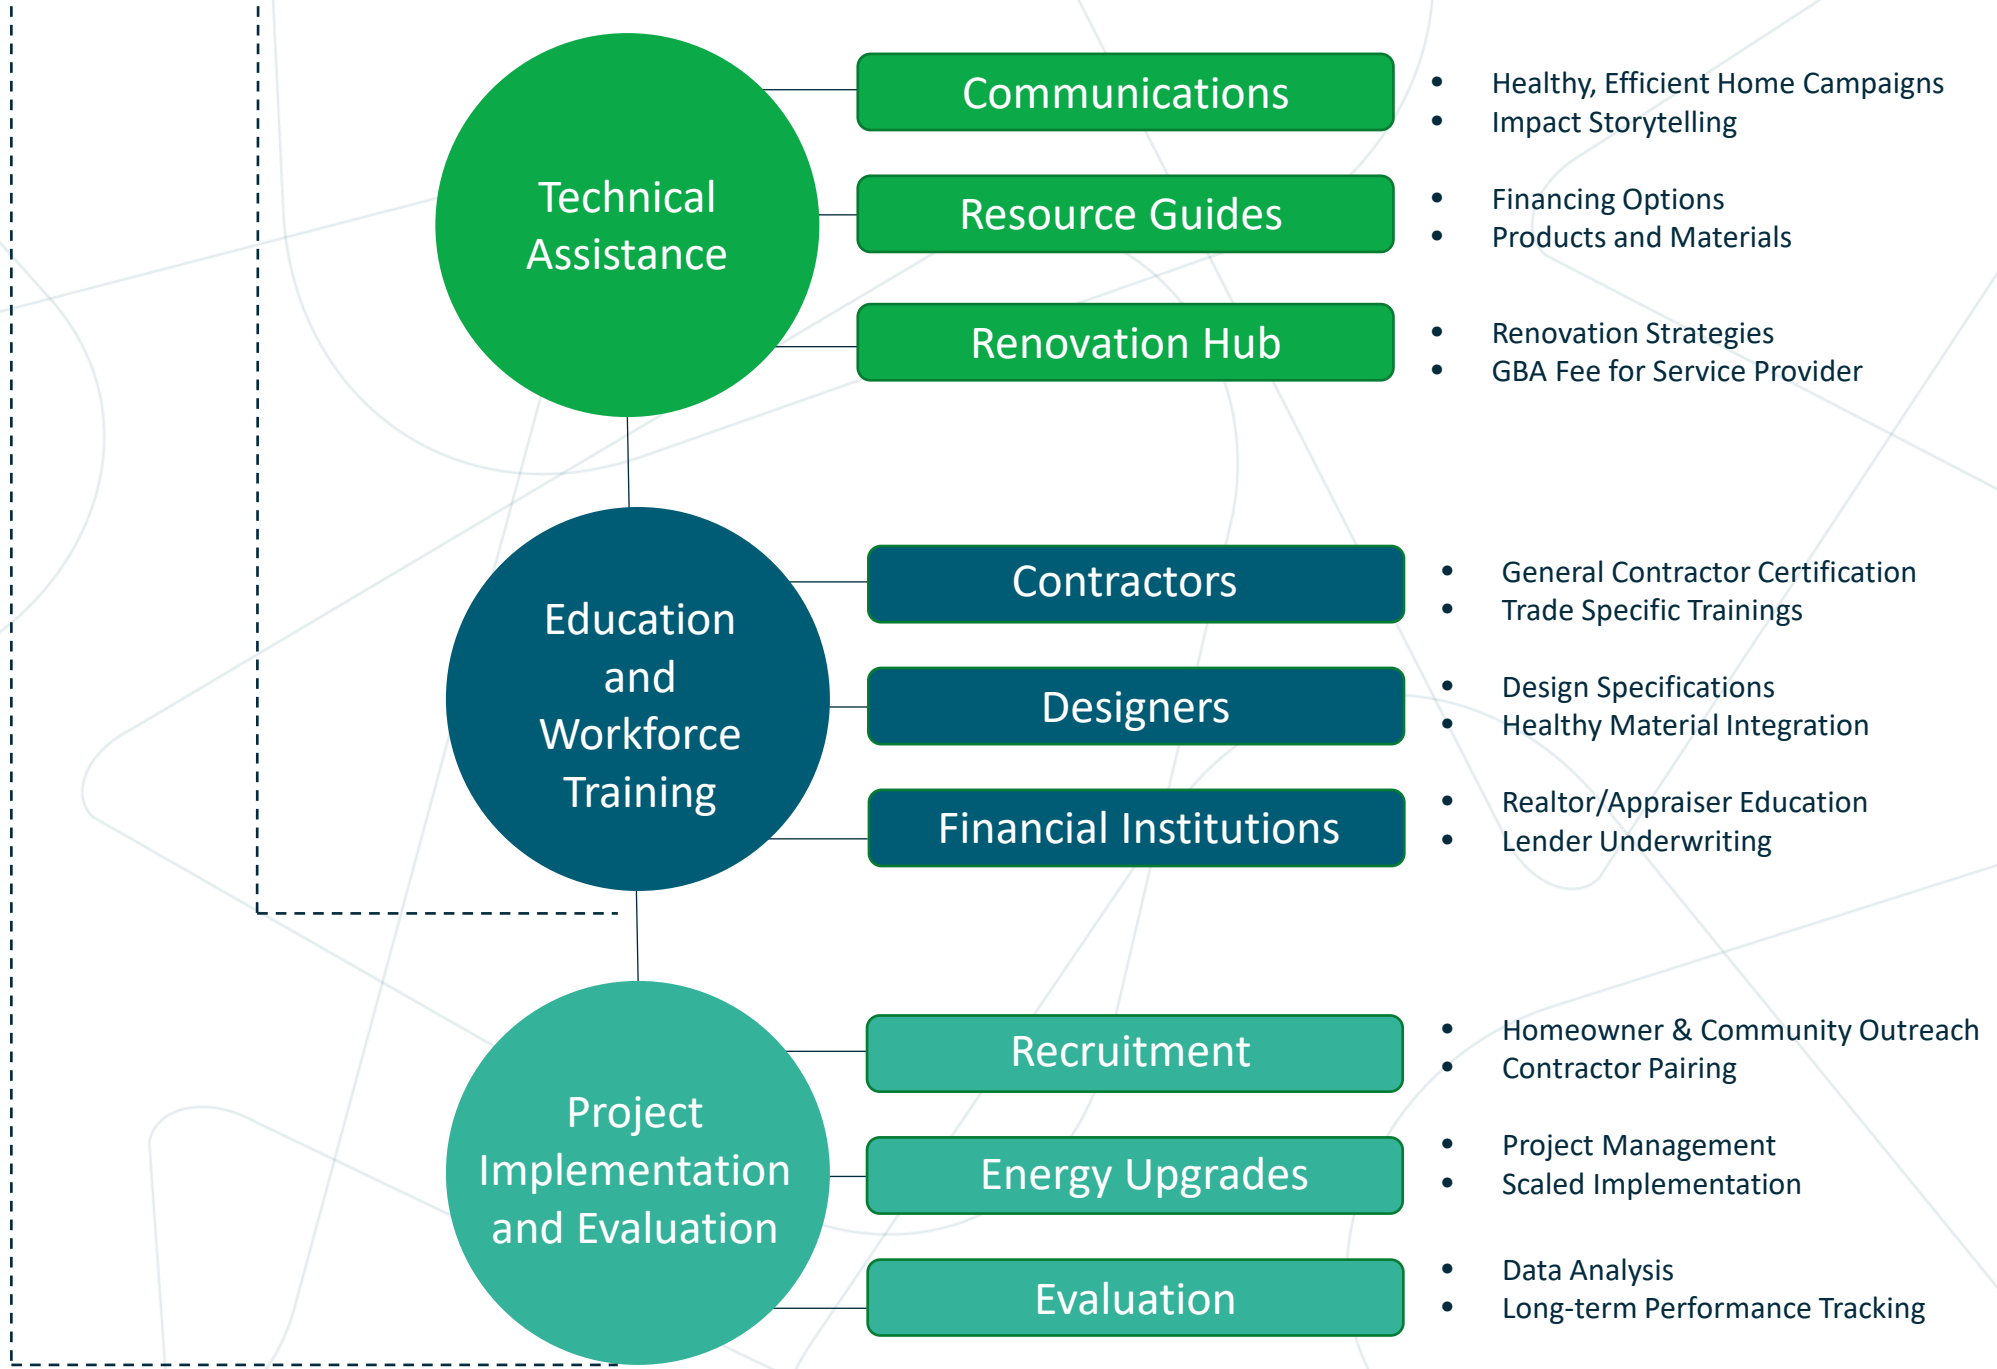 Technical
Assistance
Communications
• Healthy, Efficient Home Campaigns
• Impact Storytelling
Resource Guides
• Financing Options
• Products and Materials
Renovation Hub
• Renovation Strategies
• GBA Fee for Service Provider
Education
and
Workforce
Training
Contractors
• General Contractor Certification
• Trade Specific Trainings
Designers
• Design Specifications
• Healthy Material Integration
Financial Institutions
• Realtor/Appraiser Education
• Lender Underwriting
Project
Implementation
and Evaluation
Recruitment
• Homeowner & Community Outreach
• Contractor Pairing
Energy Upgrades
• Project Management
• Scaled Implementation
Evaluation
• Data Analysis
• Long-term Performance Tracking